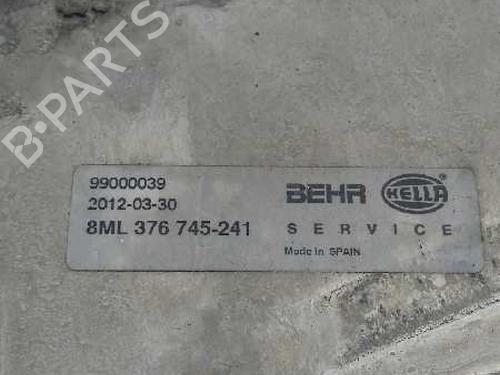 B-PARTS
99000039
2012-03-30
8ML 376 745-241
BEHR HELLA
SERVICE
Made in SPAIN